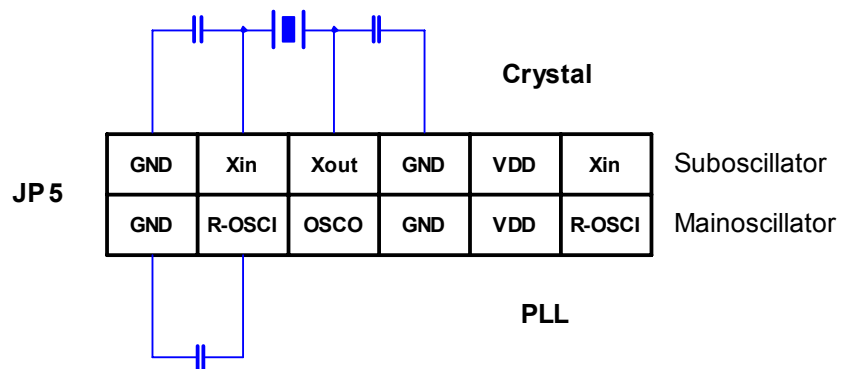 Crystal
GND Xin Xout GND VDD Xin Suboscillator
JP5
GND R-OSCI OSCO GND VDD R-OSCI Mainoscillator
PLL